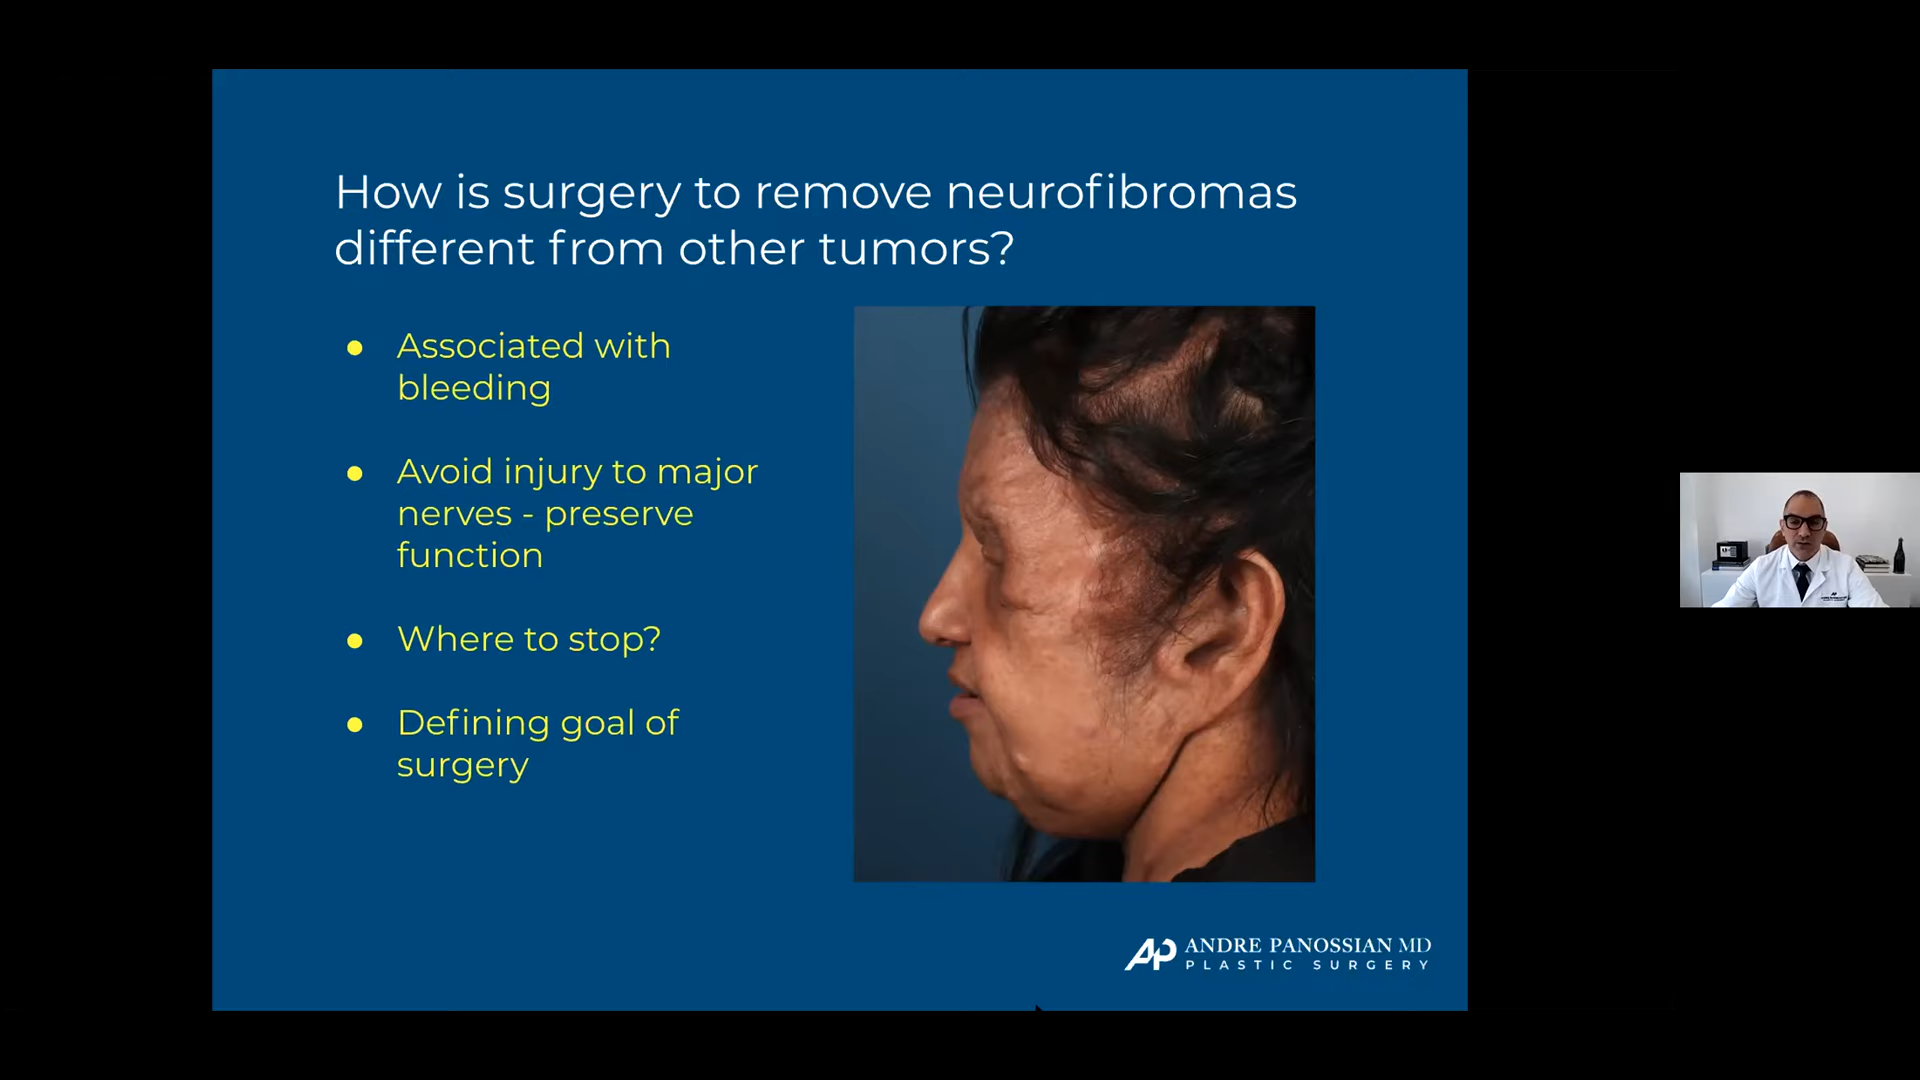 How is surgery to remove neurofibromas
different from other tumors?
● Associated with
bleeding
● Avoid injury to major
nerves - preserve
function
● Where to stop?
● Defining goal of
surgery
AP ANDRE PANOSSIAN MD
PLASTIC SURGERY